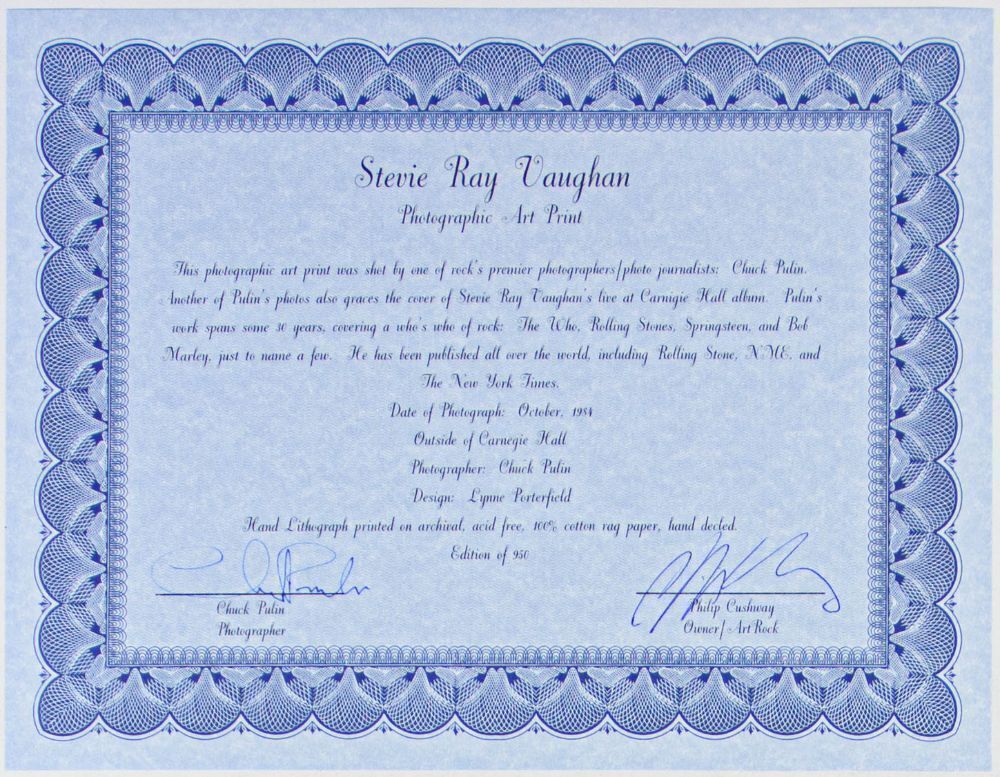 Stevie Ray Vaughan
Photographic Art Print
This photographic art print was shot by one of rock's premier photographers/photo journalists: Chuck Pulin.
Another of Pulin's photos also graces the cover of Stevie Ray Vaughan's live at Carnigie Hall album. Pulin's
work spans some 30 years, covering a who's who of rock: The Who, Rolling Stones, Springsteen, and Bob
Marley, just to name a few. He has been published all over the world, including Rolling Stone, NME, and
The New York Times.
Date of Photograph: October, 1984
Outside of Carnegie Hall
Photographer: Chuck Pulin
Design: Lynne Porterfield
Hand Lithograph printed on archival, acid free, 100% cotton rag paper, hand decled.
Edition of 950
Chuck Pulin
Photographer
Philip Cushway
Owner/ Art Rock